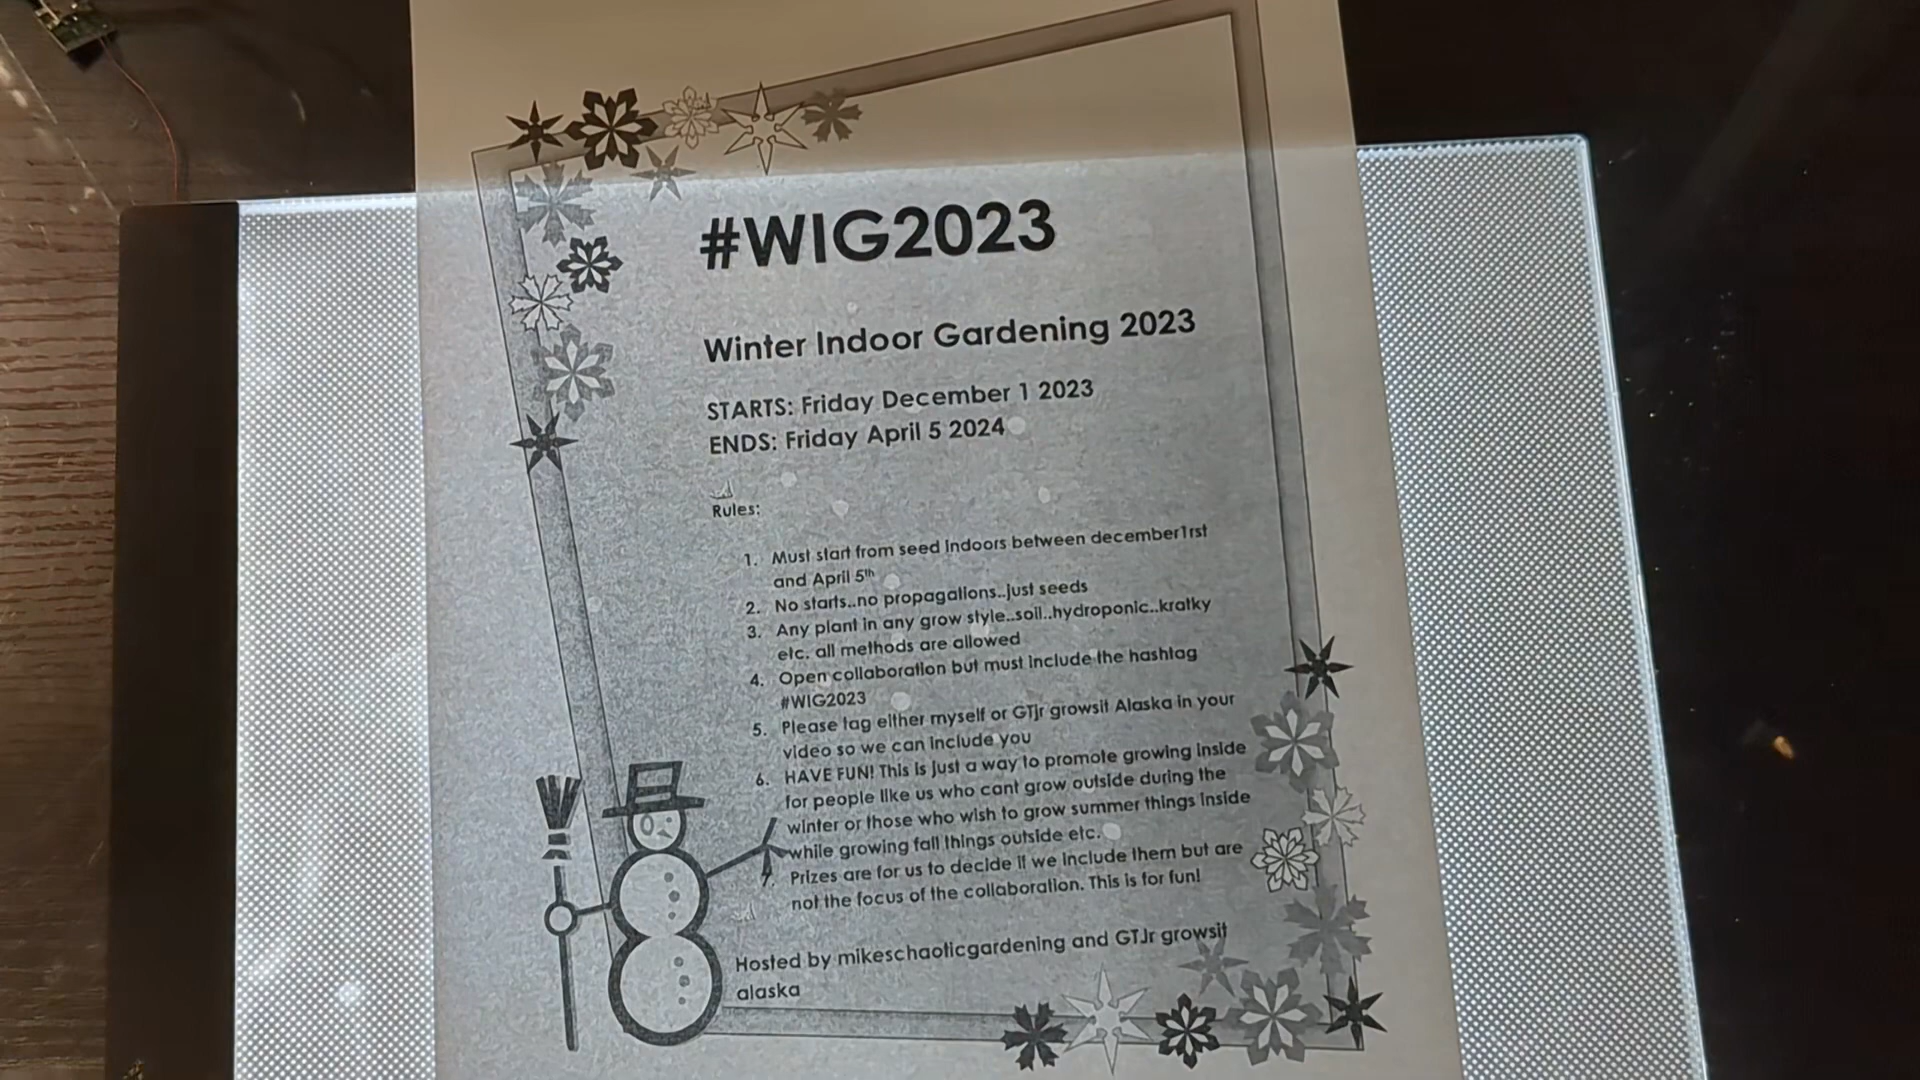 #WIG2023
Winter Indoor Gardening 2023
STARTS: Friday December 1 2023
ENDS: Friday April 5 2024
Rules:
1. Must start from seed indoors between december1rst
and April 5th
2. No starts..no propagations..just seeds
3. Any plant in any grow style..soil..hydroponic..kratky
etc. all methods are allowed
4. Open collaboration but must include the hashtag
#WIG2023
5. Please tag either myself or GTjr growsit Alaska in your
video so we can include you
6. HAVE FUN! This is just a way to promote growing inside
for people like us who cant grow outside during the
winter or those who wish to grow summer things inside
while growing fall things outside etc.
7. Prizes are for us to decide if we include them but are
not the focus of the collaboration. This is for fun!
Hosted by mikeschaoticgardening and GTJr growsit
alaska